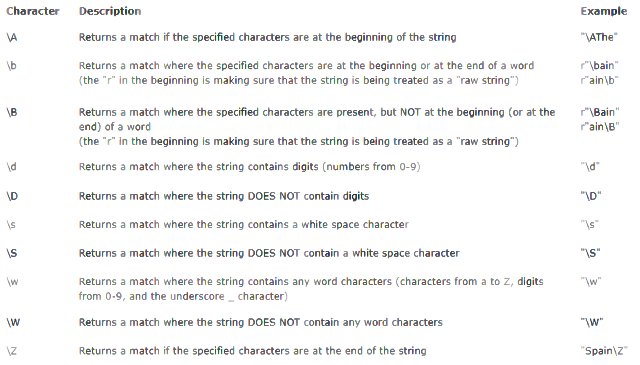 Character Description Example
\A Returns a match if the specified characters are at the beginning of the string "\AThe"
\b Returns a match where the specified characters are at the beginning or at the end of a word r"\bain"
(the "r" in the beginning is making sure that the string is being treated as a "raw string") r"ain\b"
\B Returns a match where the specified characters are present, but NOT at the beginning (or at the r"\Bain"
end) of a word r"ain\B"
(the "r" in the beginning is making sure that the string is being treated as a "raw string")
\d Returns a match where the string contains digits (numbers from 0-9) "\d"
\D Returns a match where the string DOES NOT contain digits "\D"
\s Returns a match where the string contains a white space character "\s"
\S Returns a match where the string DOES NOT contain a white space character "\S"
\w Returns a match where the string contains any word characters (characters from a to Z, digits "\w"
from 0-9, and the underscore _ character)
\W Returns a match where the string DOES NOT contain any word characters "\W"
\Z Returns a match if the specified characters are at the end of the string "Spain\Z"